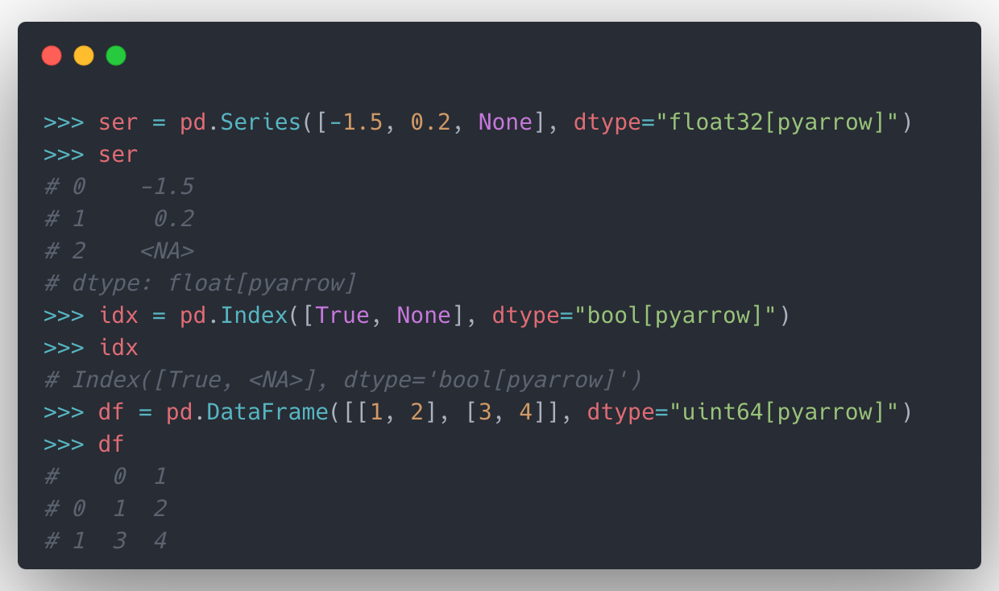 >>> ser = pd.Series([-1.5, 0.2, None], dtype="float32[pyarrow]")
>>> ser
# 0    -1.5
# 1     0.2
# 2    <NA>
# dtype: float[pyarrow]
>>> idx = pd.Index([True, None], dtype="bool[pyarrow]")
>>> idx
# Index([True, <NA>], dtype='bool[pyarrow]')
>>> df = pd.DataFrame([[1, 2], [3, 4]], dtype="uint64[pyarrow]")
>>> df
#    0  1
# 0  1  2
# 1  3  4